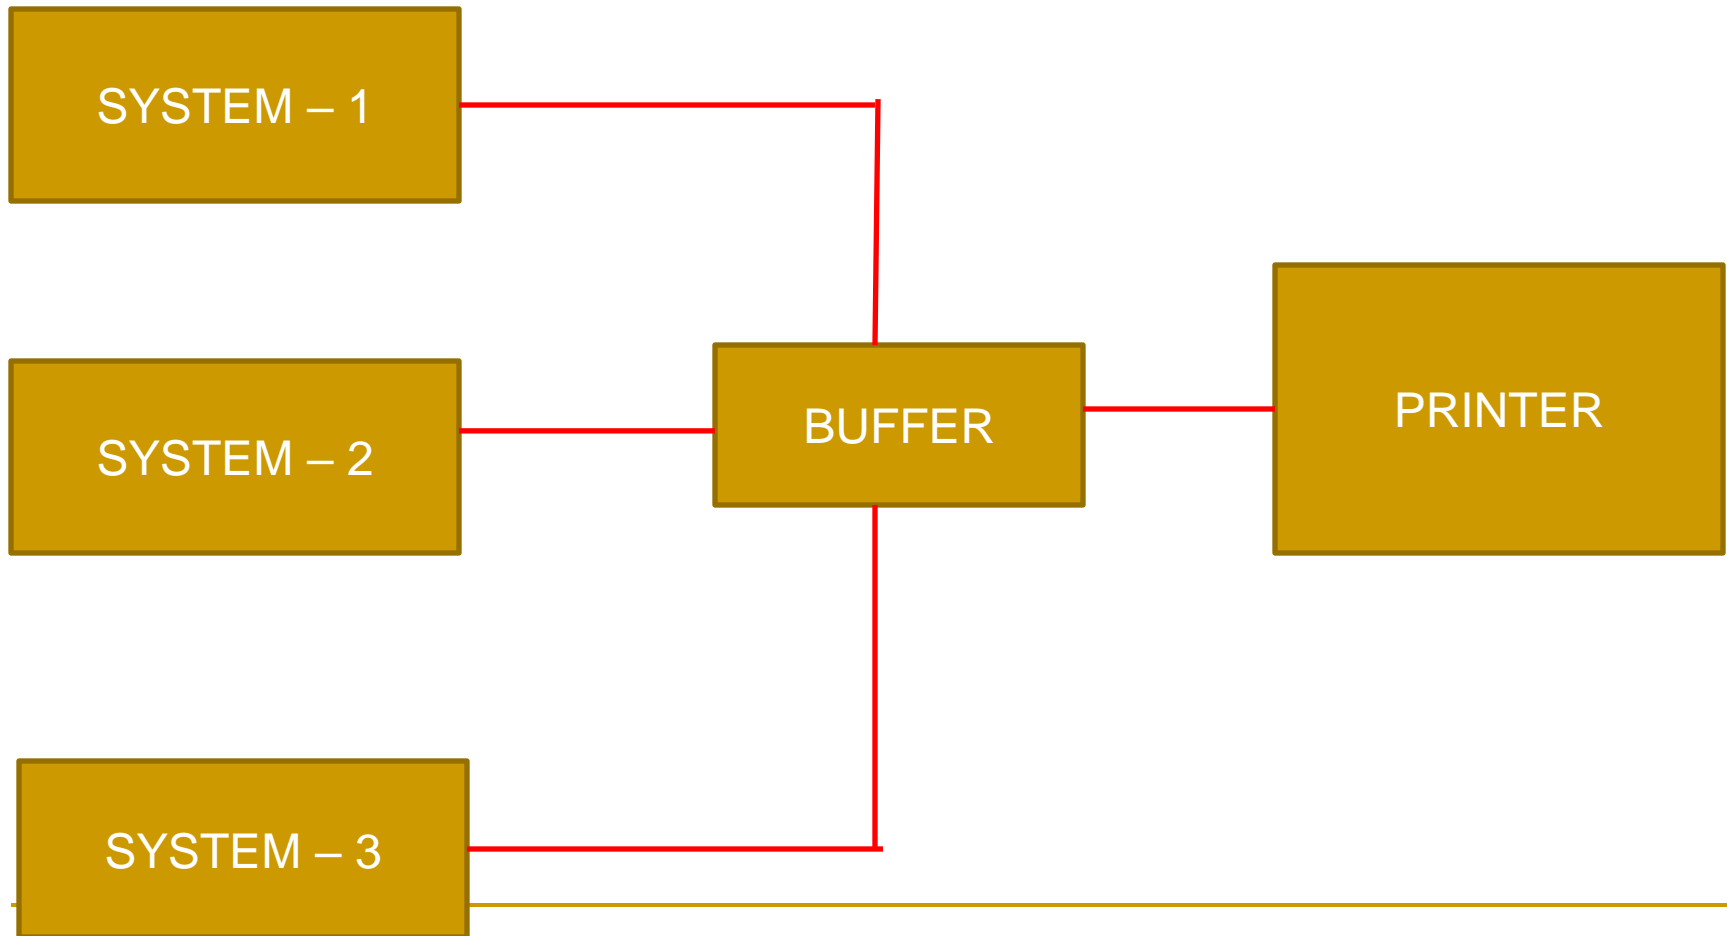 SYSTEM – 1
SYSTEM – 2
BUFFER
PRINTER
SYSTEM – 3